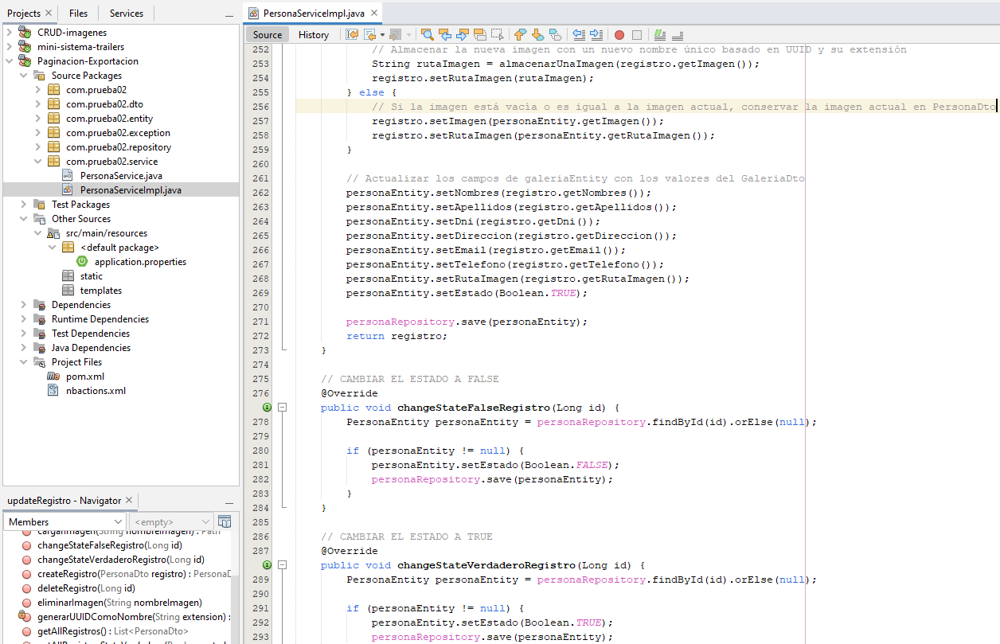 Projects
Files
Services
CRUD-imagenes
mini-sistema-trailers
Paginacion-Exportacion
Source Packages
com.prueba02
com.prueba02.dto
com.prueba02.entity
com.prueba02.exception
com.prueba02.repository
com.prueba02.service
PersonaService.java
PersonaServiceImpl.java
Test Packages
Other Sources
src/main/resources
<default package>
application.properties
static
templates
Dependencies
Runtime Dependencies
Test Dependencies
Java Dependencies
Project Files
pom.xml
nbactions.xml
updateRegistro - Navigator
Members
<empty>
cargarImagen(String nombreImagen) : Path
changeStateFalseRegistro(Long id)
changeStateVerdaderoRegistro(Long id)
createRegistro(PersonaDto registro) : PersonaD
deleteRegistro(Long id)
eliminarImagen(String nombreImagen)
generarUUIDComoNombre(String extension) :
getAllRegistros() : List<PersonaDto>
PersonaServiceImpl.java
Source
History
252 // Almacenar la nueva imagen con un nuevo nombre único basado en UUID y su extensión
253 String rutaImagen = almacenarUnaImagen(registro.getImagen());
254 registro.setRutaImagen(rutaImagen);
255 } else {
256 // Si la imagen está vacía o es igual a la imagen actual, conservar la imagen actual en PersonaDto
257 registro.setImagen(personaEntity.getImagen());
258 registro.setRutaImagen(personaEntity.getRutaImagen());
259 }
260
261 // Actualizar los campos de galeriaEntity con los valores del GaleriaDto
262 personaEntity.setNombres(registro.getNombres());
263 personaEntity.setApellidos(registro.getApellidos());
264 personaEntity.setDni(registro.getDni());
265 personaEntity.setDireccion(registro.getDireccion());
266 personaEntity.setEmail(registro.getEmail());
267 personaEntity.setTelefono(registro.getTelefono());
268 personaEntity.setRutaImagen(registro.getRutaImagen());
269 personaEntity.setEstado(Boolean.TRUE);
270
271 personaRepository.save(personaEntity);
272 return registro;
273 }
274
275 // CAMBIAR EL ESTADO A FALSE
276 @Override
public void changeStateFalseRegistro(Long id) {
278 PersonaEntity personaEntity = personaRepository.findById(id).orElse(null);
279
280 if (personaEntity != null) {
281 personaEntity.setEstado(Boolean.FALSE);
282 personaRepository.save(personaEntity);
283 }
284 }
285
286 // CAMBIAR EL ESTADO A TRUE
287 @Override
public void changeStateVerdaderoRegistro(Long id) {
289 PersonaEntity personaEntity = personaRepository.findById(id).orElse(null);
290
291 if (personaEntity != null) {
292 personaEntity.setEstado(Boolean.TRUE);
293 personaRepository.save(personaEntity);